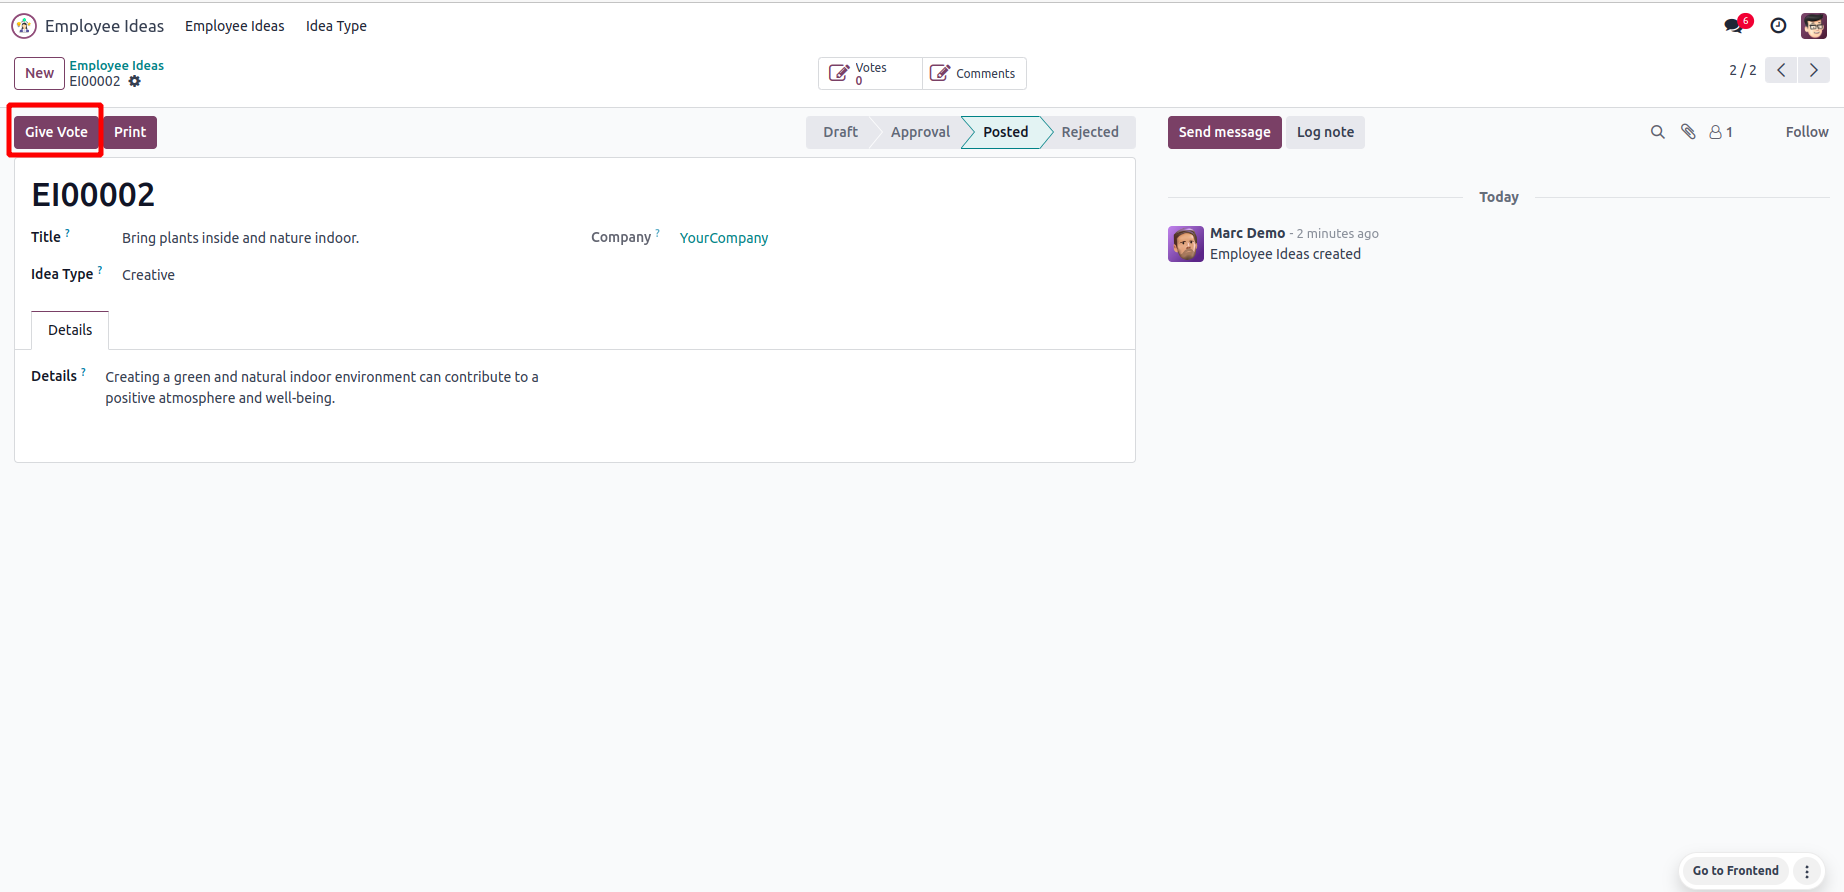 Employee Ideas Employee Ideas Idea Type 6
New Employee Ideas
EI00002
Votes
0
Comments
2 / 2
Give Vote Print Draft Approval Posted Rejected Send message Log note 1 Follow
EI00002
Title ? Bring plants inside and nature indoor. Company ? YourCompany
Idea Type ? Creative
Details
Details ? Creating a green and natural indoor environment can contribute to a
positive atmosphere and well-being.
Today
Marc Demo - 2 minutes ago
Employee Ideas created
Go to Frontend